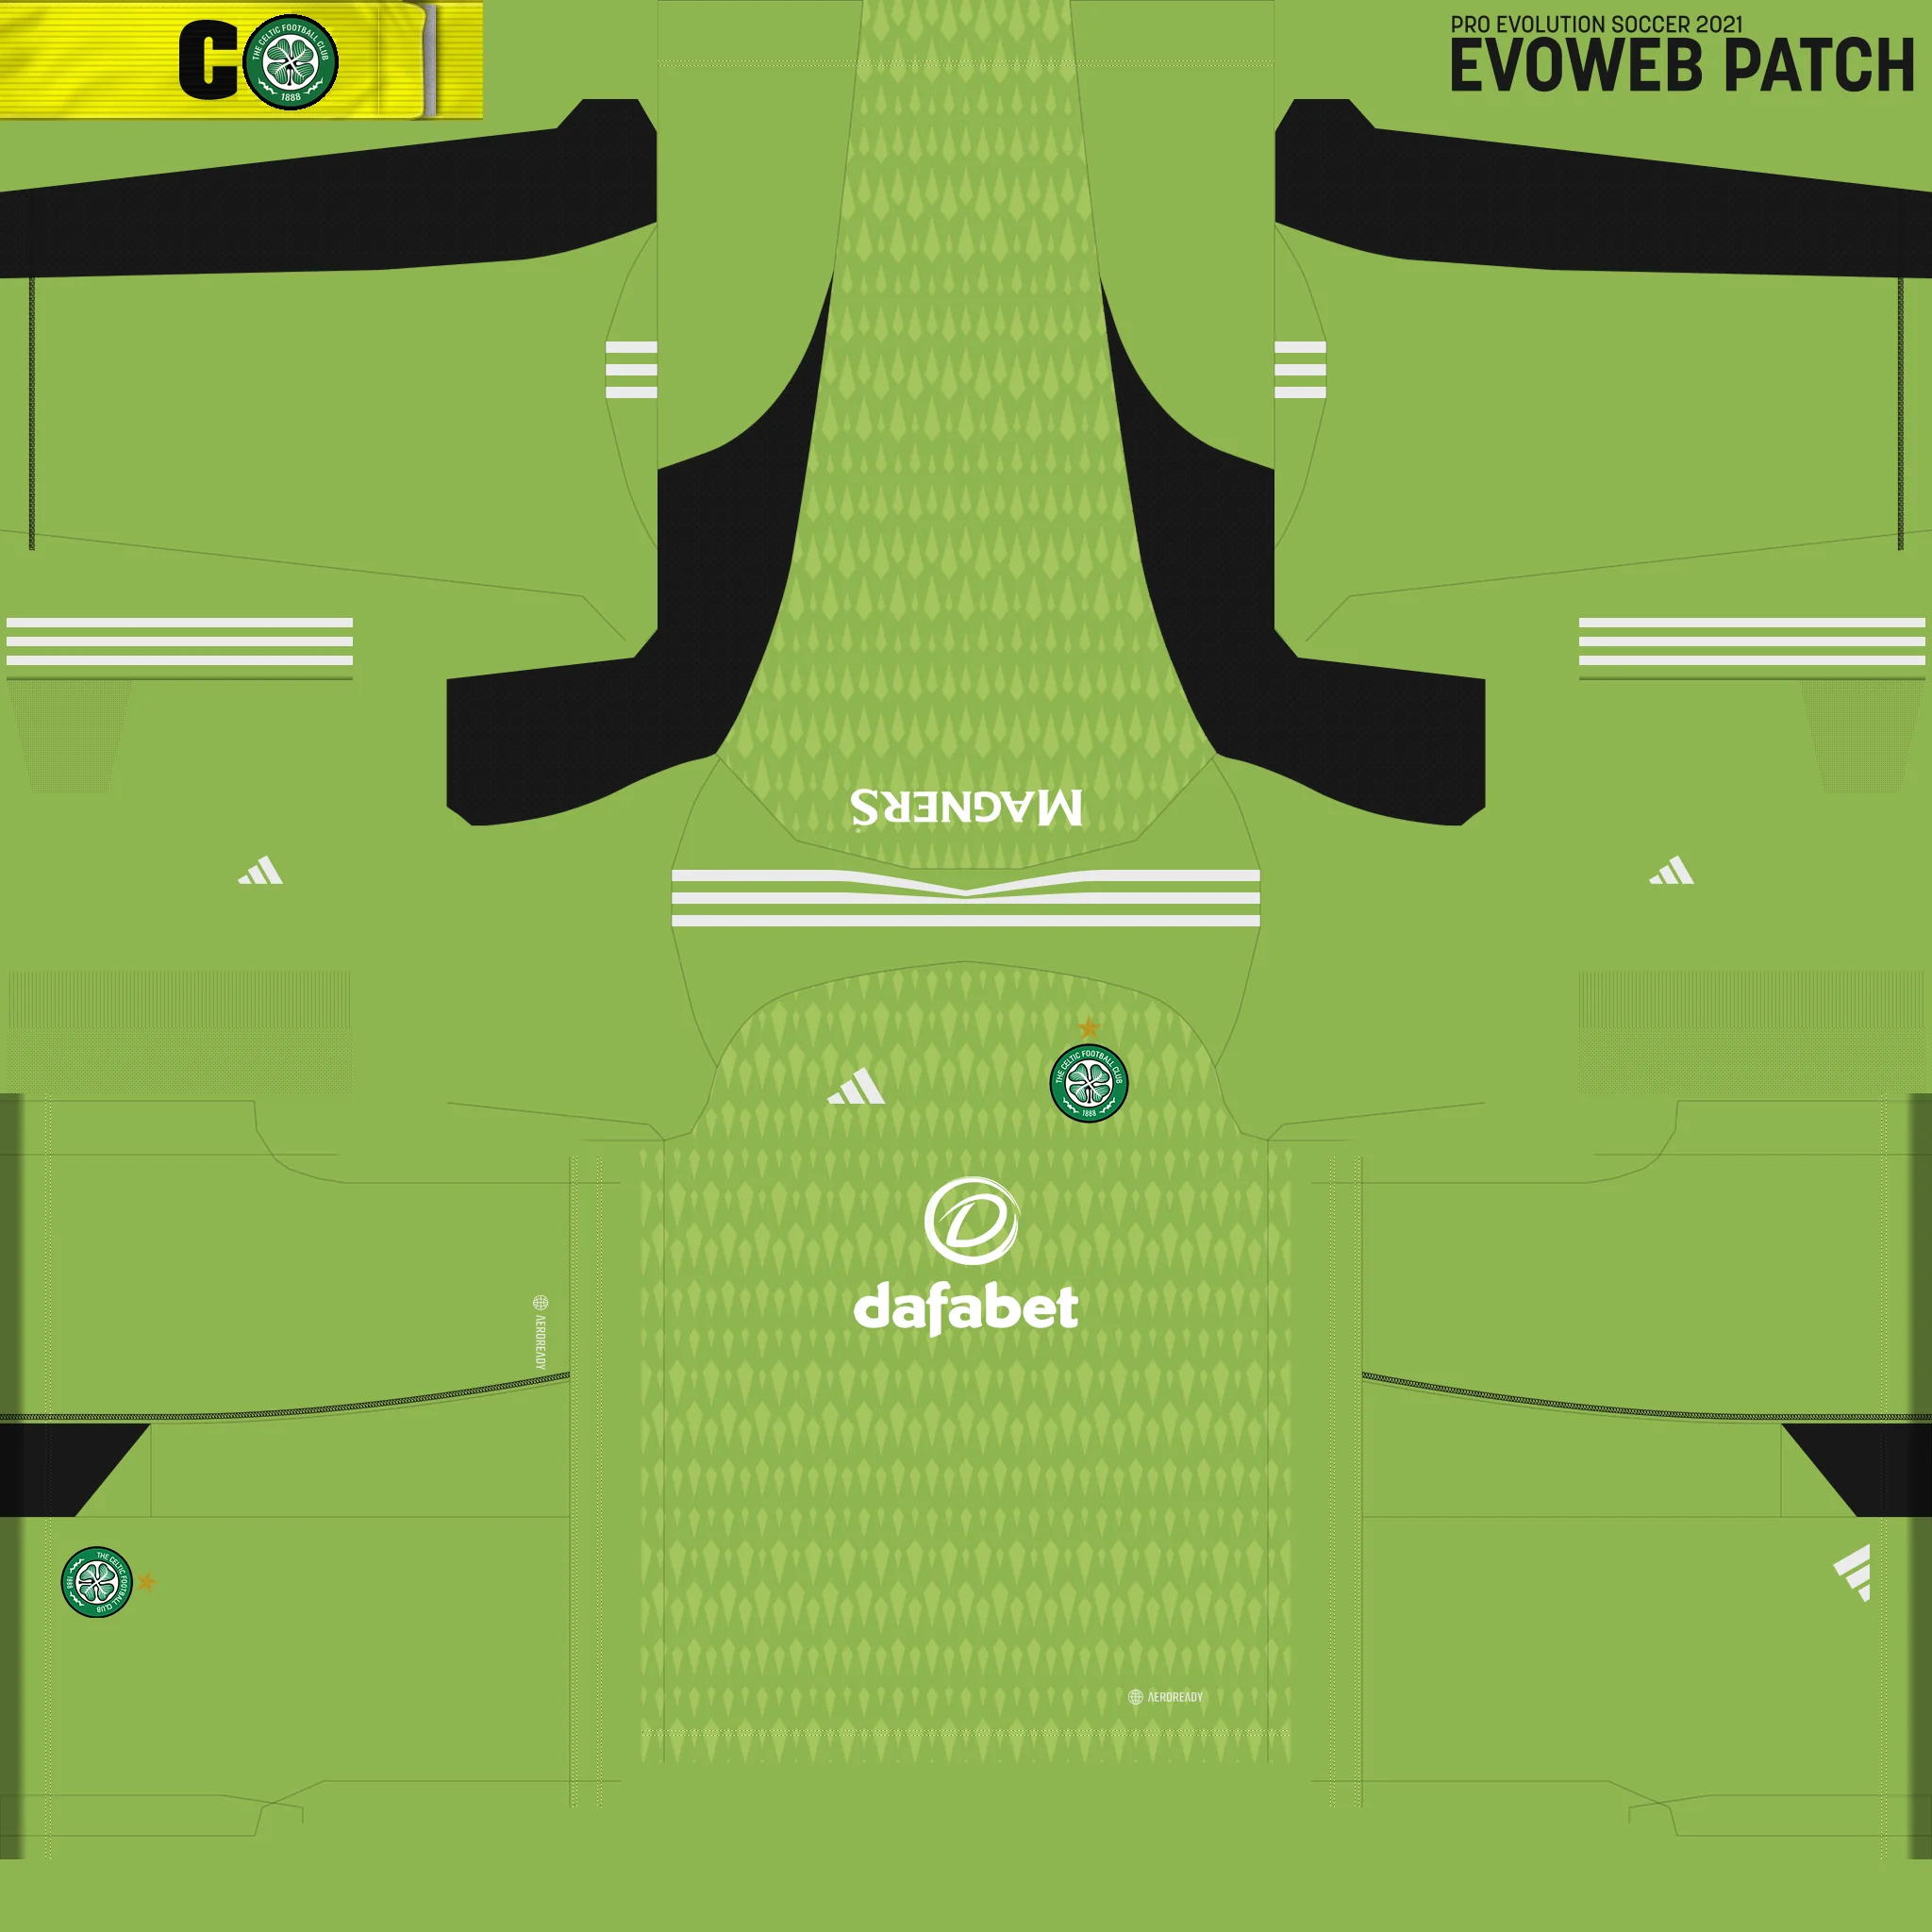 C
THE CELTIC FOOTBALL CLUB
1888
PRO EVOLUTION SOCCER 2021
EVOWEB PATCH
MAGNERS
THE CELTIC FOOTBALL CLUB
1888
dafabet
AEROREADY
THE CELTIC FOOTBALL CLUB
1888
AEROREADY